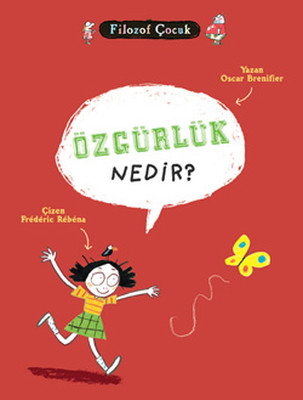 Filozof Çocuk
Yazan
Oscar Brenifier
ÖZGÜRLÜK
NEDİR?
Çizen
Frédéric Rébéna